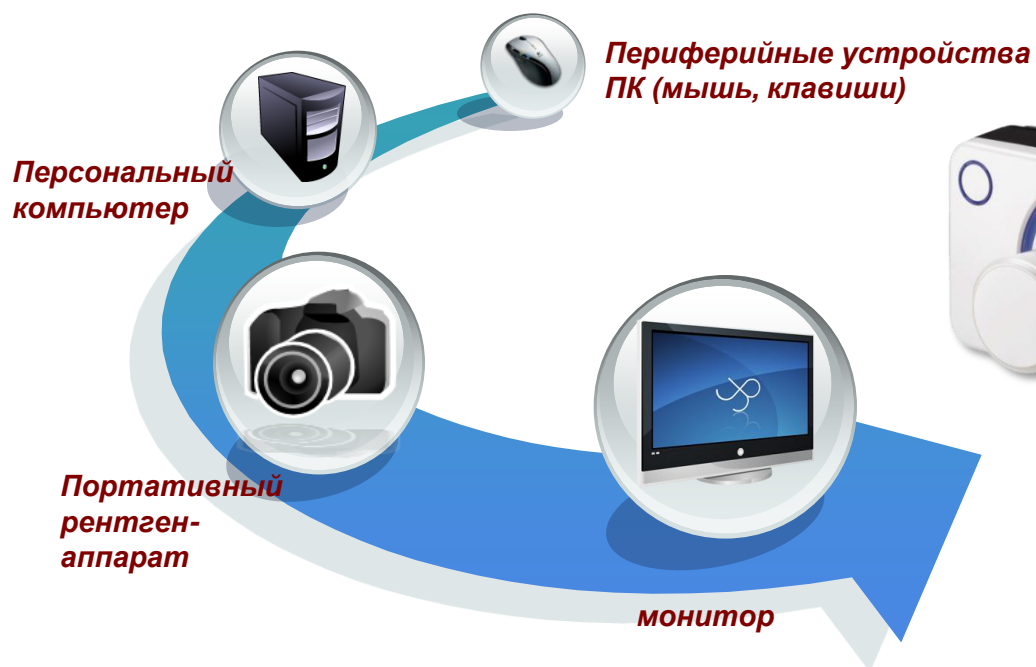 Периферийные устройства
ПК (мышь, клавиши)
Персональный
компьютер
Портативный
рентген-
аппарат
монитор